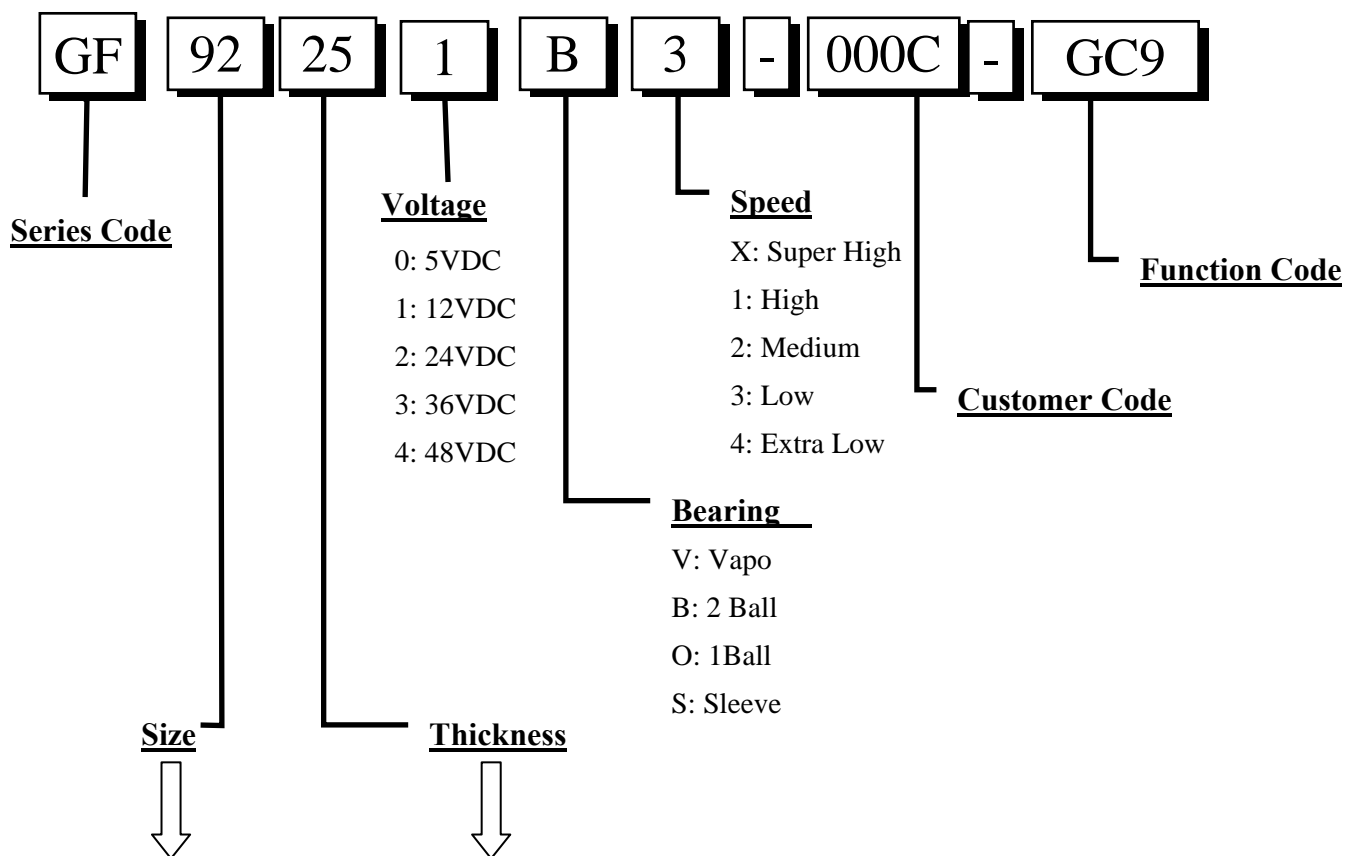 GF 92 25 1 B 3 - 000C - GC9
Series Code
Voltage
0: 5VDC
1: 12VDC
2: 24VDC
3: 36VDC
4: 48VDC
Speed
X: Super High
1: High
2: Medium
3: Low
4: Extra Low
Function Code
Customer Code
Bearing
V: Vapo
B: 2 Ball
O: 1Ball
S: Sleeve
Size
Thickness